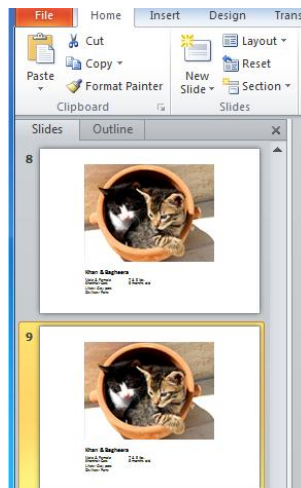 File Home Insert Design Trans
Cut
Copy
Format Painter
Paste
Clipboard
New
Slide
Layout
Reset
Section
Slides
Slides Outline
8
Khan & Bagheera
9
Khan & Bagheera